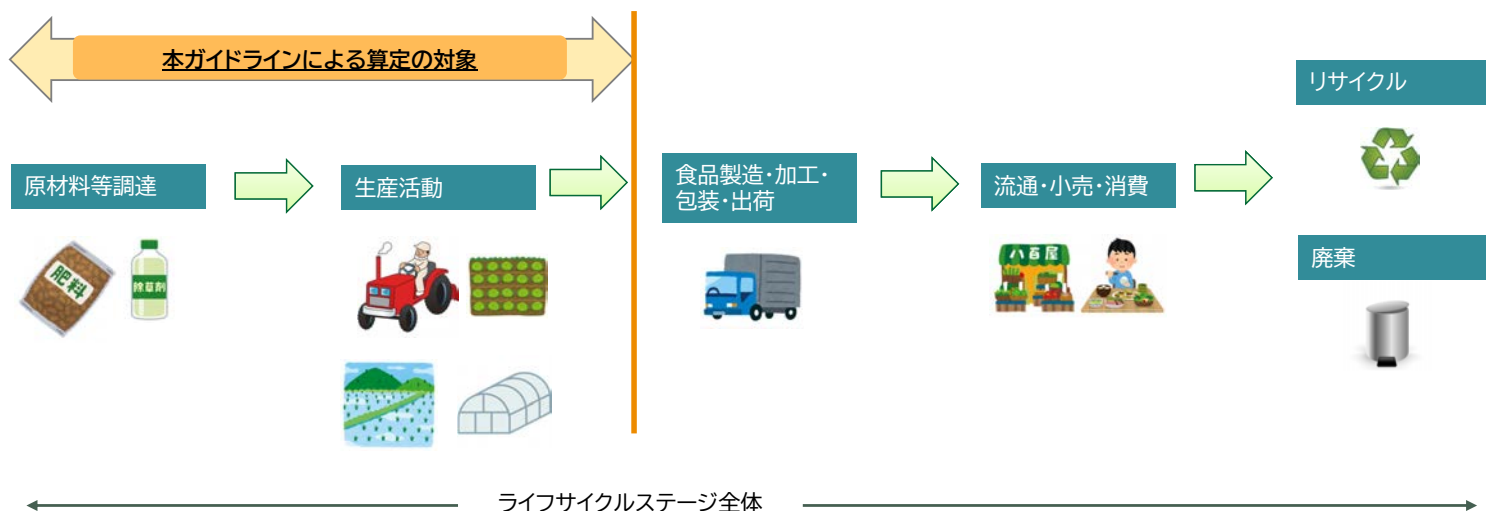 本ガイドラインによる算定の対象
リサイクル
原材料等調達
生産活動
食品製造・加工・
包装・出荷
流通・小売・消費
廃棄
肥料
除草剤
八百屋
ライフサイクルステージ全体